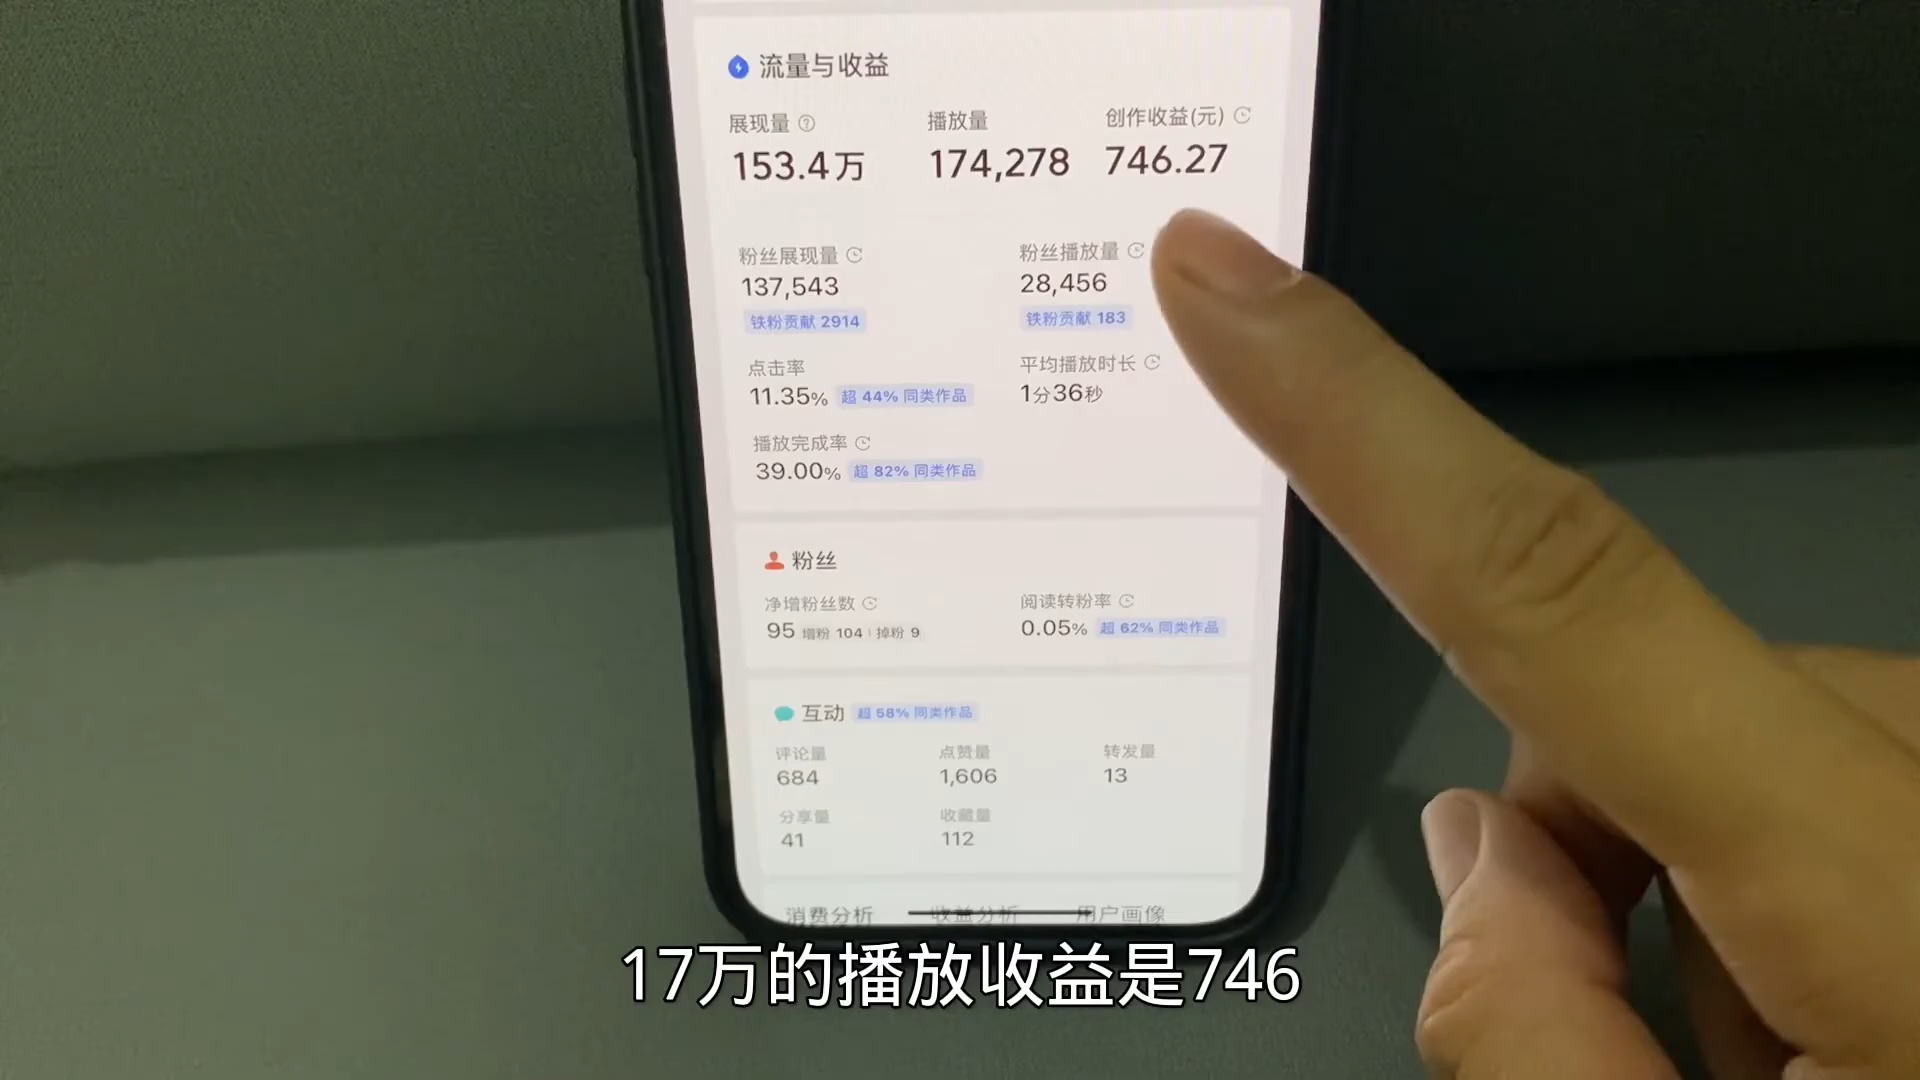 流量与收益
展现量 播放量 创作收益(元)
153.4万 174,278 746.27
粉丝展现量 粉丝播放量
137,543 28,456
铁粉贡献 2914 铁粉贡献 183
点击率 平均播放时长
11.35% 超 44% 同类作品 1分36秒
播放完成率
39.00% 超 82% 同类作品
粉丝
净增粉丝数 阅读转粉率
95 增粉 104 | 掉粉 9 0.05% 超 62% 同类作品
互动 超 58% 同类作品
评论量 点赞量 转发量
684 1,606 13
分享量 收藏量
41 112
消费分析 收益分析 用户画像
17万的播放收益是746